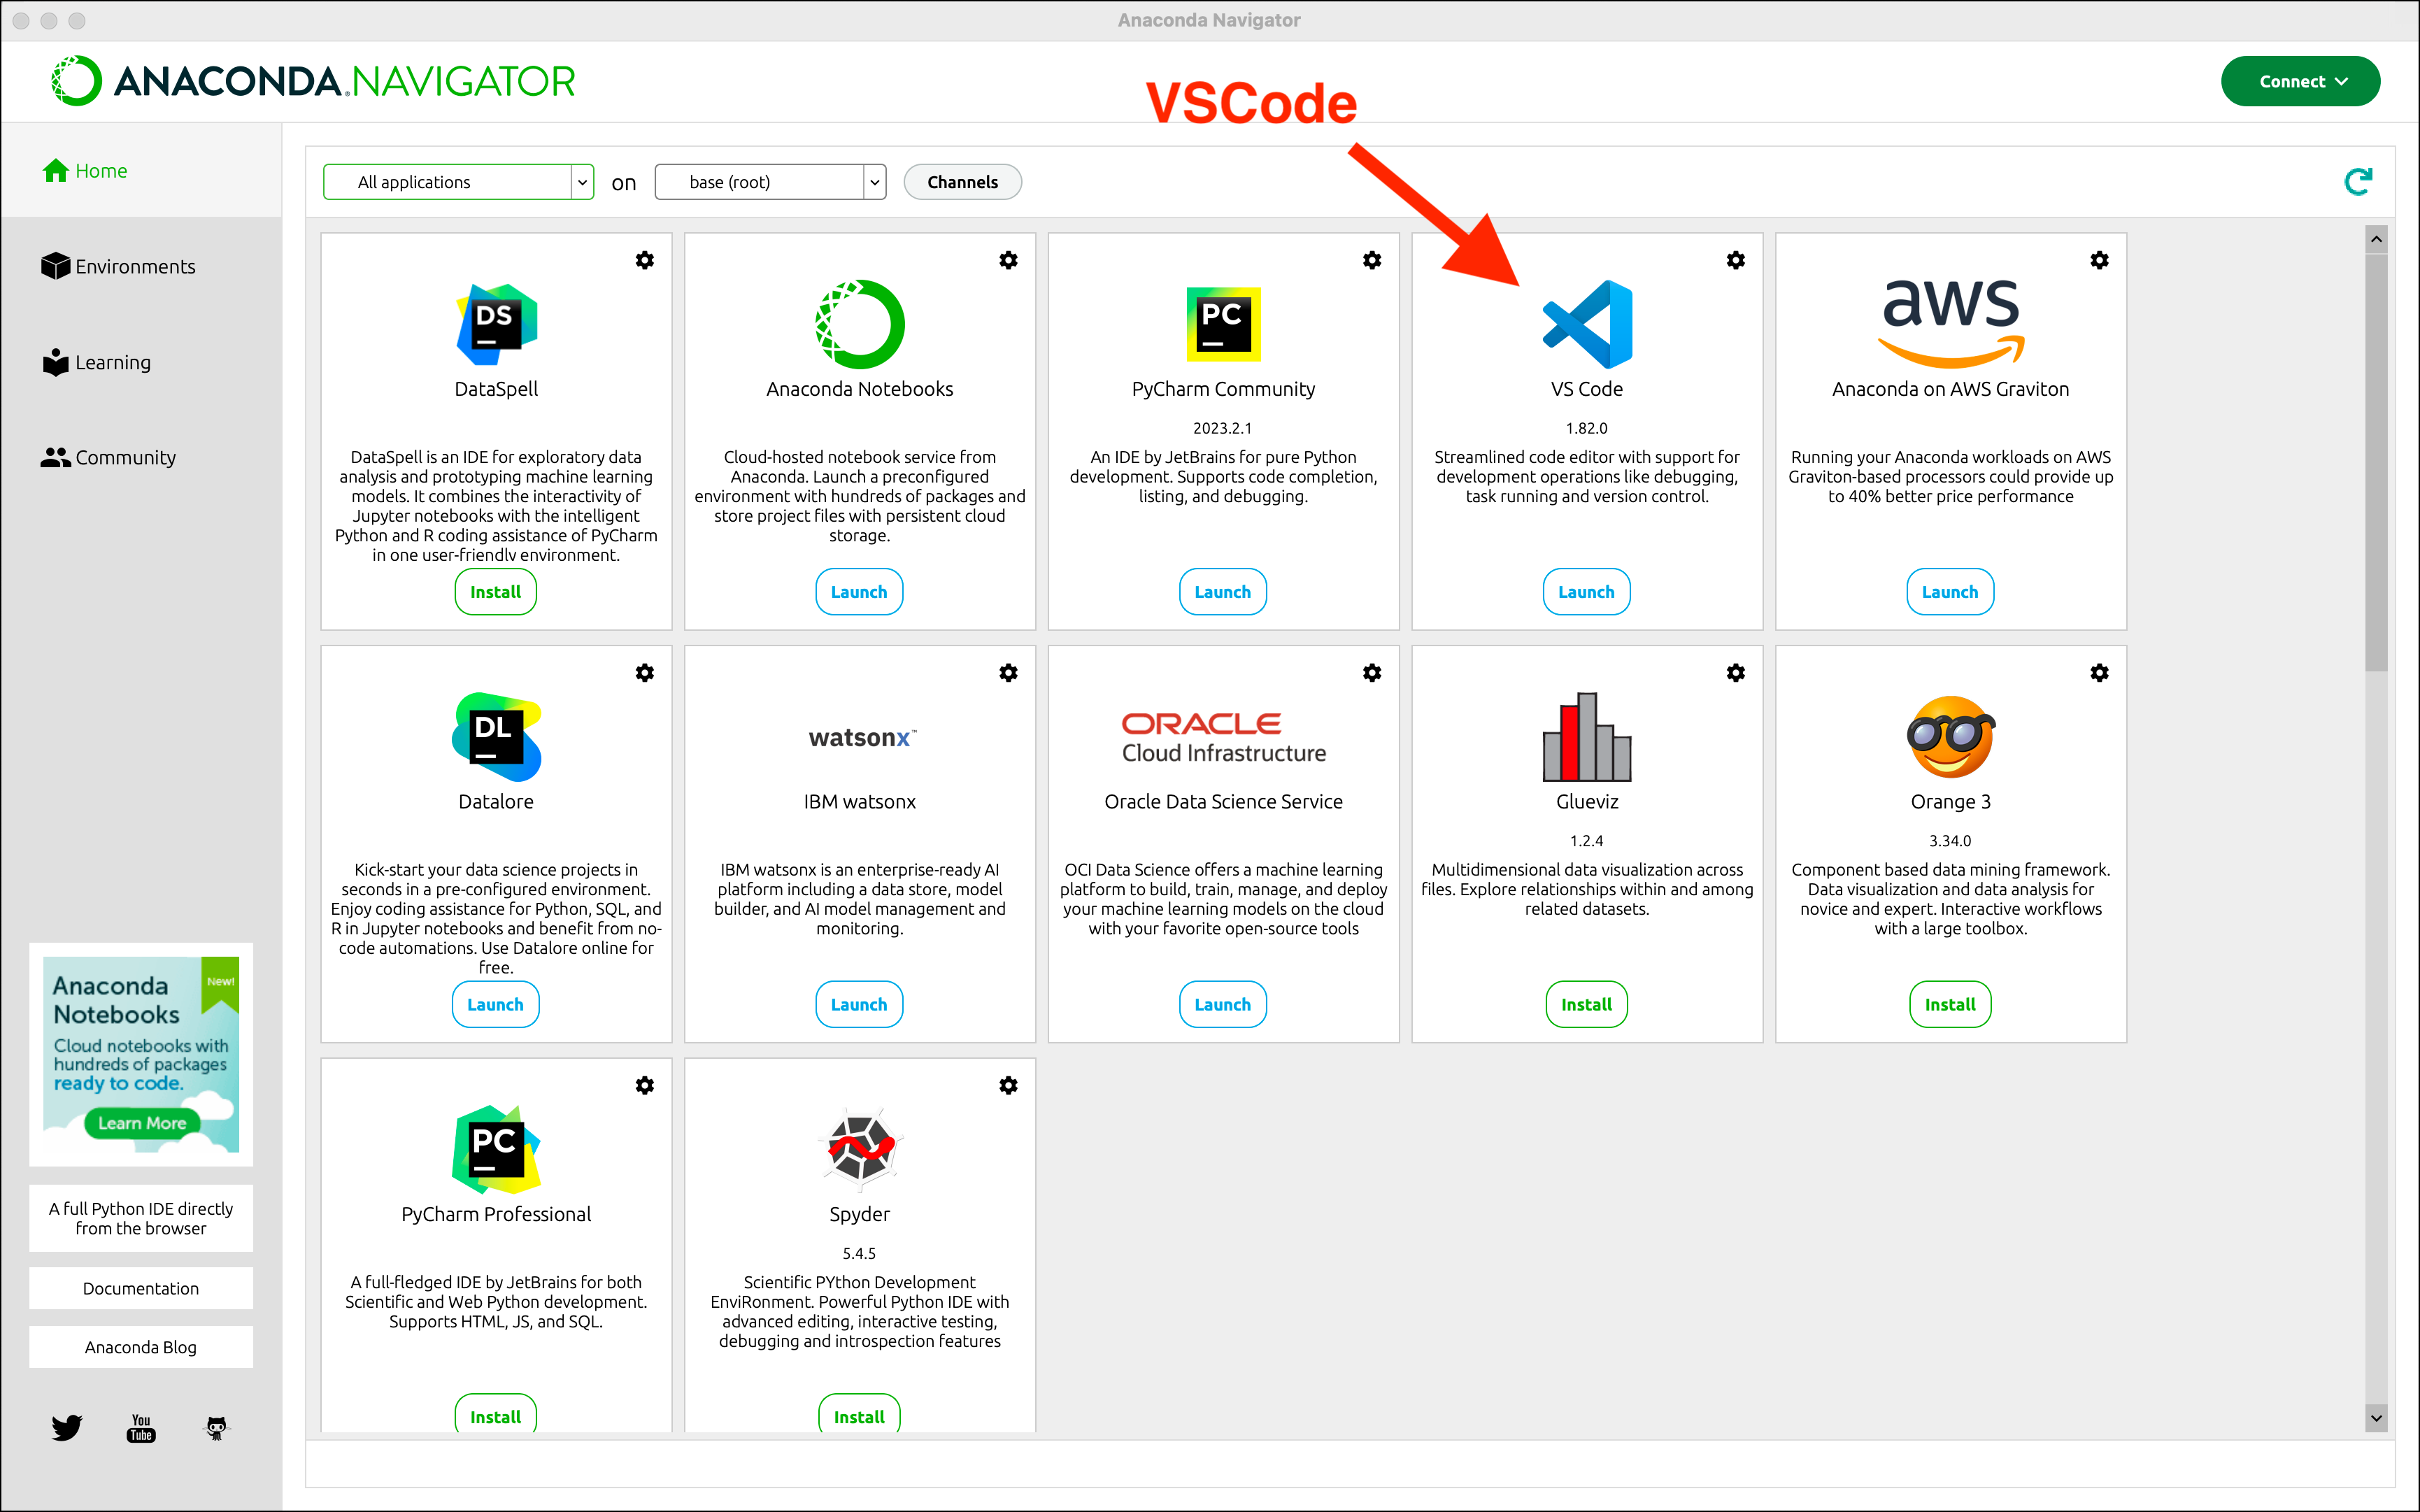 Anaconda Navigator
ANACONDA.NAVIGATOR
VSCode
Connect
Home
Environments
Learning
Community
All applications
on
base (root)
Channels
DS
DataSpell
DataSpell is an IDE for exploratory data
analysis and prototyping machine learning
models. It combines the interactivity of
Jupyter notebooks with the intelligent
Python and R coding assistance of PyCharm
in one user-friendly environment.
Install
Anaconda Notebooks
Cloud-hosted notebook service from
Anaconda. Launch a preconfigured
environment with hundreds of packages and
store project files with persistent cloud
storage.
Launch
PC
PyCharm Community
2023.2.1
An IDE by JetBrains for pure Python
development. Supports code completion,
listing, and debugging.
Launch
VS Code
1.82.0
Streamlined code editor with support for
development operations like debugging,
task running and version control.
Launch
aws
Anaconda on AWS Graviton
Running your Anaconda workloads on AWS
Graviton-based processors could provide up
to 40% better price performance
Launch
DL
Datalore
Kick-start your data science projects in
seconds in a pre-configured environment.
Enjoy coding assistance for Python, SQL, and
R in Jupyter notebooks and benefit from no-
code automations. Use Datalore online for
free.
Launch
watsonx™
IBM watsonx
IBM watsonx is an enterprise-ready AI
platform including a data store, model
builder, and AI model management and
monitoring.
Launch
ORACLE
Cloud Infrastructure
Oracle Data Science Service
OCI Data Science offers a machine learning
platform to build, train, manage, and deploy
your machine learning models on the cloud
with your favorite open-source tools
Launch
Glueviz
1.2.4
Multidimensional data visualization across
files. Explore relationships within and among
related datasets.
Install
Orange 3
3.34.0
Component based data mining framework.
Data visualization and data analysis for
novice and expert. Interactive workflows
with a large toolbox.
Install
PC
PyCharm Professional
A full-fledged IDE by JetBrains for both
Scientific and Web Python development.
Supports HTML, JS, and SQL.
Install
Spyder
5.4.5
Scientific PYthon Development
EnviRonment. Powerful Python IDE with
advanced editing, interactive testing,
debugging and introspection features
Install
Anaconda
Notebooks
New!
Cloud notebooks with
hundreds of packages
ready to code.
Learn More
A full Python IDE directly
from the browser
Documentation
Anaconda Blog
You
Tube